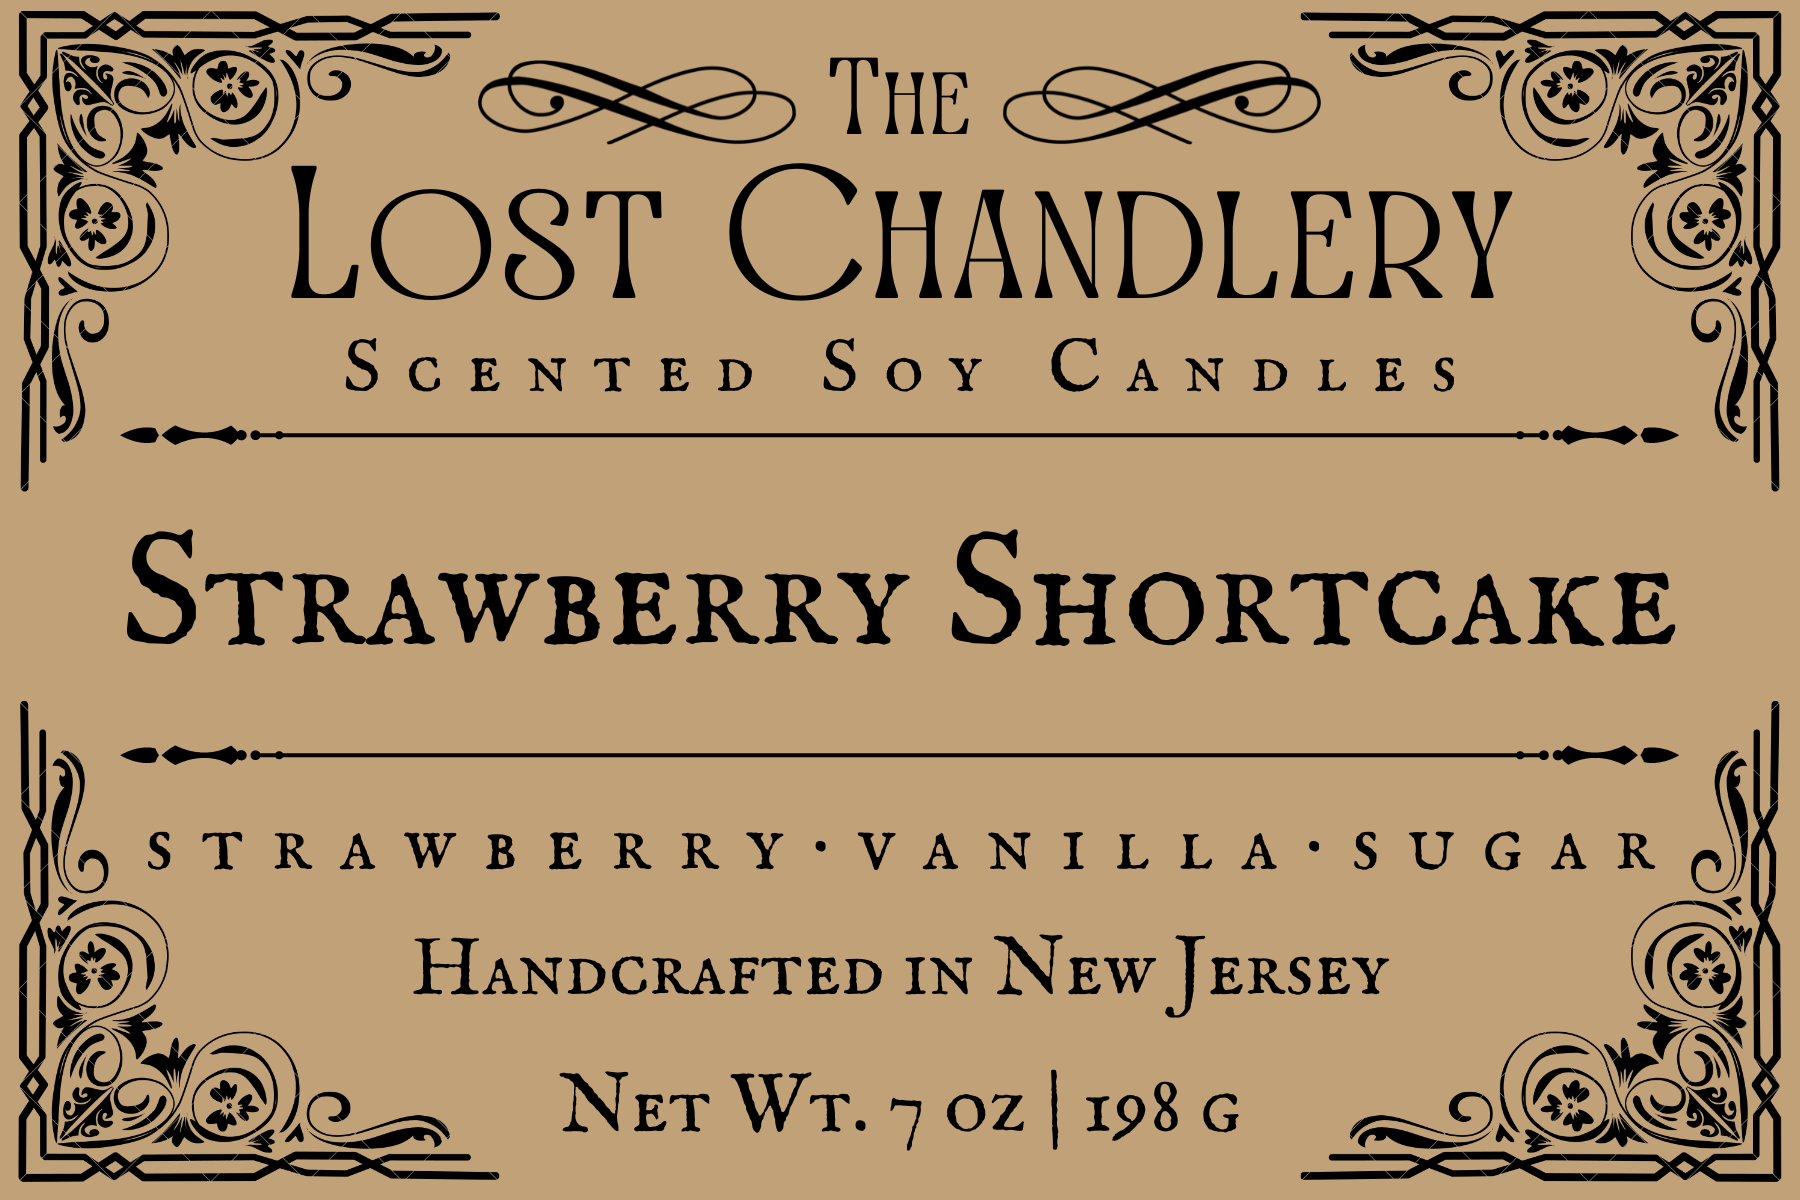 The
Lost Chandlery
Scented Soy Candles
Strawberry Shortcake
STRAWBERRY·VANILLA·SUGAR
Handcrafted in New Jersey
Net Wt. 7 oz | 198 g